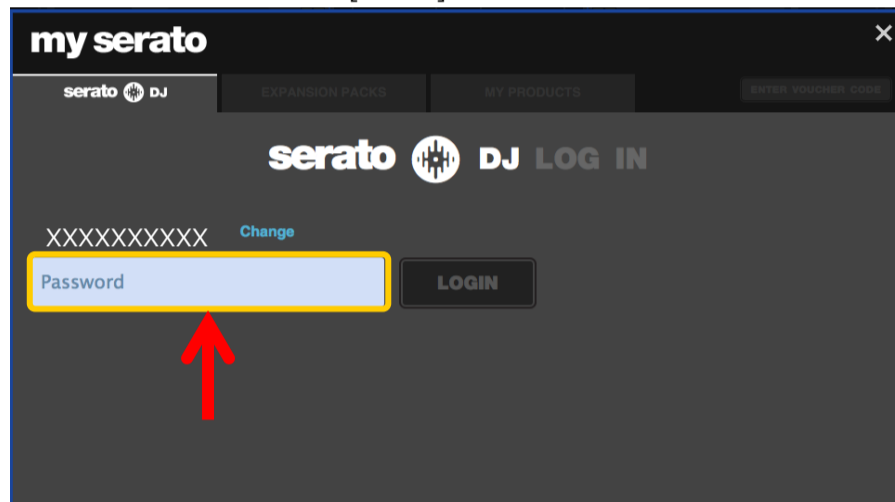 my serato
serato DJ
EXPANSION PACKS
MY PRODUCTS
ENTER VOUCHER CODE
serato DJ LOG IN
XXXXXXXXXX Change
Password
LOGIN